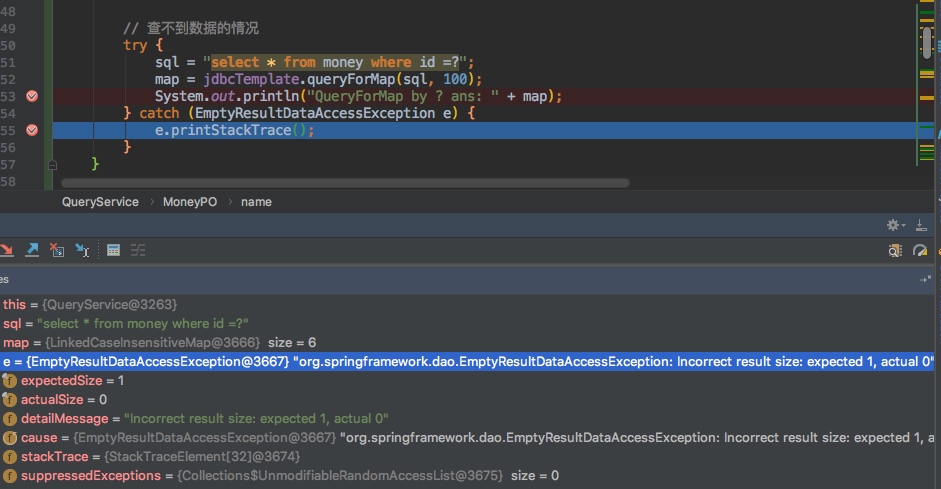 48
49 // 查不到数据的情况
50 try {
51 sql = "select * from money where id =?";
52 map = jdbcTemplate.queryForMap(sql, 100);
53 System.out.println("QueryForMap by ? ans: " + map);
54 } catch (EmptyResultDataAccessException e) {
55 e.printStackTrace();
56 }
57 }
58
QueryService › MoneyPO › name
es
this = {QueryService@3263}
sql = "select * from money where id =?"
map = {LinkedCaseInsensitiveMap@3666} size = 6
e = {EmptyResultDataAccessException@3667} "org.springframework.dao.EmptyResultDataAccessException: Incorrect result size: expected 1, actual 0"
f expectedSize = 1
f actualSize = 0
f detailMessage = "Incorrect result size: expected 1, actual 0"
f cause = {EmptyResultDataAccessException@3667} "org.springframework.dao.EmptyResultDataAccessException: Incorrect result size: expected 1, a
f stackTrace = {StackTraceElement[32]@3674}
f suppressedExceptions = {Collections$UnmodifiableRandomAccessList@3675} size = 0